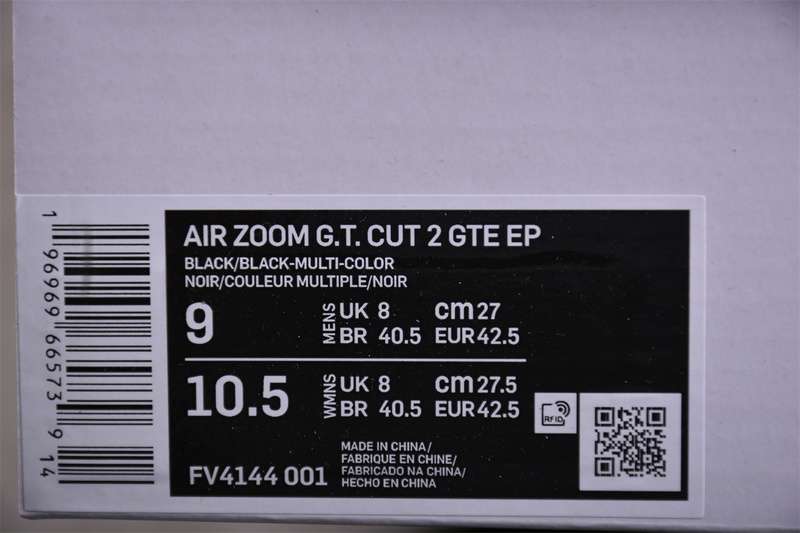 AIR ZOOM G.T. CUT 2 GTE EP
BLACK/BLACK-MULTI-COLOR
NOIR/COULEUR MULTIPLE/NOIR
9 MENS UK 8 cm 27
BR 40.5 EUR 42.5
10.5 WMNS UK 8 cm 27.5
BR 40.5 EUR 42.5
RFID
MADE IN CHINA/
FABRIQUE EN CHINE/
FABRICADO NA CHINA/
HECHO EN CHINA
FV4144 001
1 96969 66573 9 14